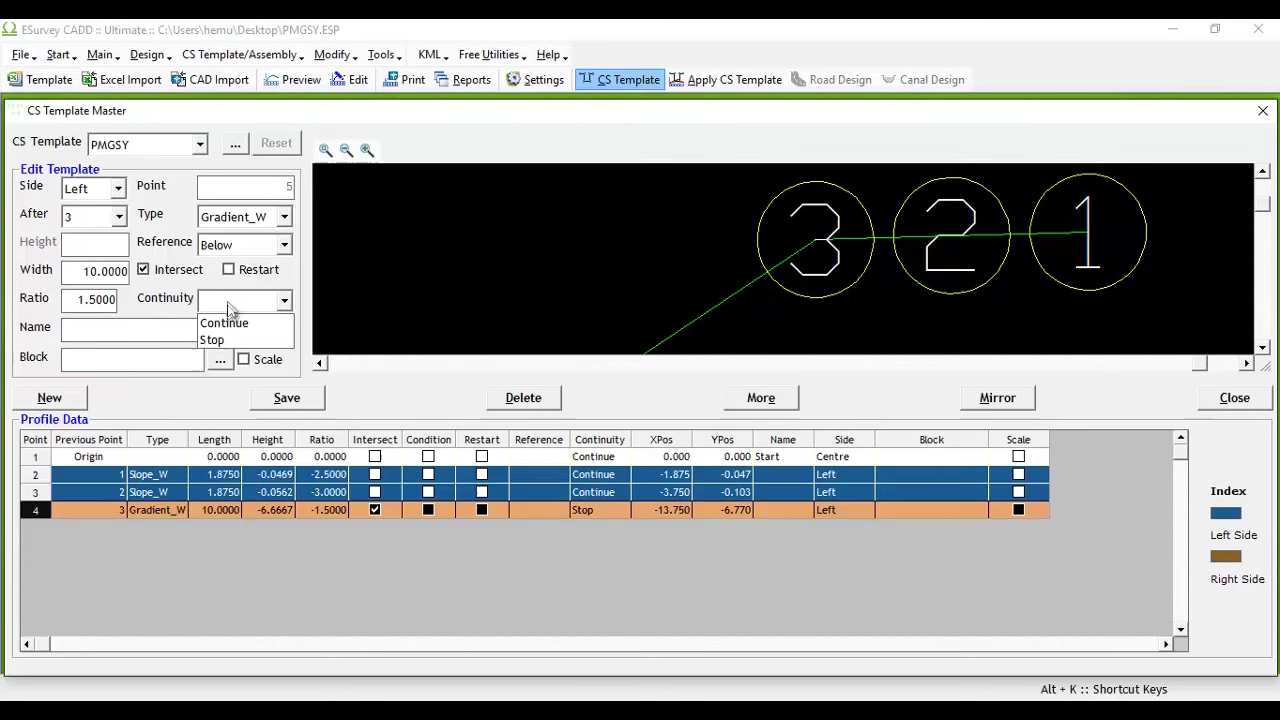 ESurvey CADD :: Ultimate :: C:\Users\hemu\Desktop\PMGSY.ESP
File Start Main Design CS Template/Assembly Modify Tools KML Free Utilities Help
Template Excel Import CAD Import Preview Edit Print Reports Settings CS Template Apply CS Template Road Design Canal Design
CS Template Master
CS Template PMGSY ... Reset
Edit Template
Side Left Point 5
After 3 Type Gradient_W
Height Reference Below
Width 10.0000 Intersect Restart
Ratio 1.5000 Continuity
Name Continue
Stop
Block ... Scale
3 2 1
New Save Delete More Mirror Close
Profile Data
Point Previous Point Type Length Height Ratio Intersect Condition Restart Reference Continuity XPos YPos Name Side Block Scale
1 Origin 0.0000 0.0000 0.0000 Continue 0.000 0.000 Start Centre
2 1 Slope_W 1.8750 -0.0469 -2.5000 Continue -1.875 -0.047 Left
3 2 Slope_W 1.8750 -0.0562 -3.0000 Continue -3.750 -0.103 Left
4 3 Gradient_W 10.0000 -6.6667 -1.5000 Stop -13.750 -6.770 Left
Index
Left Side
Right Side
Alt + K :: Shortcut Keys